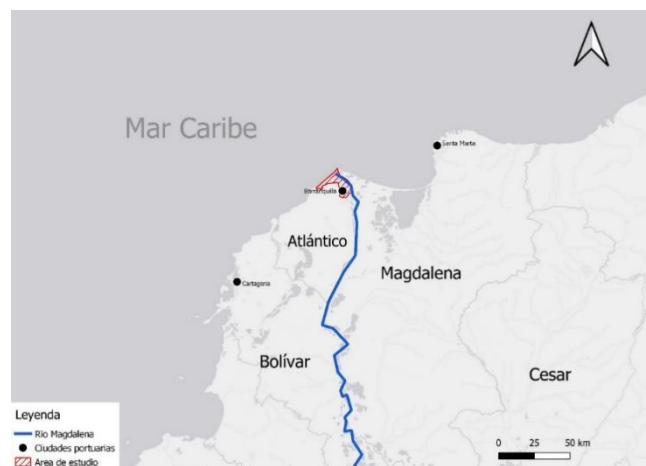 Mar Caribe
Santa Marta
Barranquilla
Atlántico
Magdalena
Cartagena
Bolívar
Cesar
Leyenda
Río Magdalena
Ciudades portuarias
Área de estudio
0 25 50 km